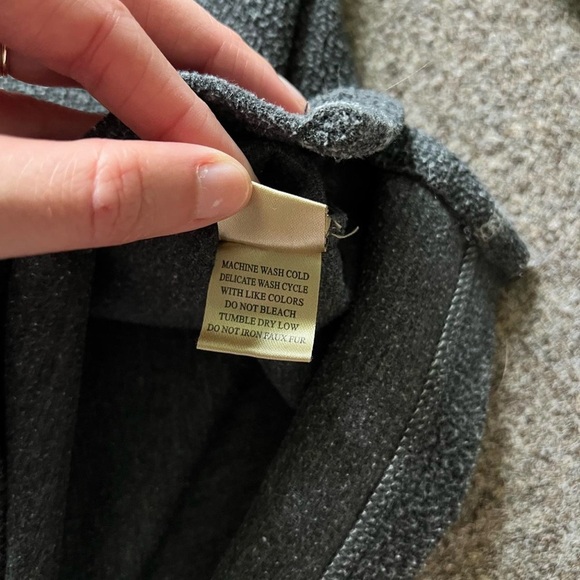 MACHINE WASH COLD
DELICATE WASH CYCLE
WITH LIKE COLORS
DO NOT BLEACH
TUMBLE DRY LOW
DO NOT IRON FAUX FUR